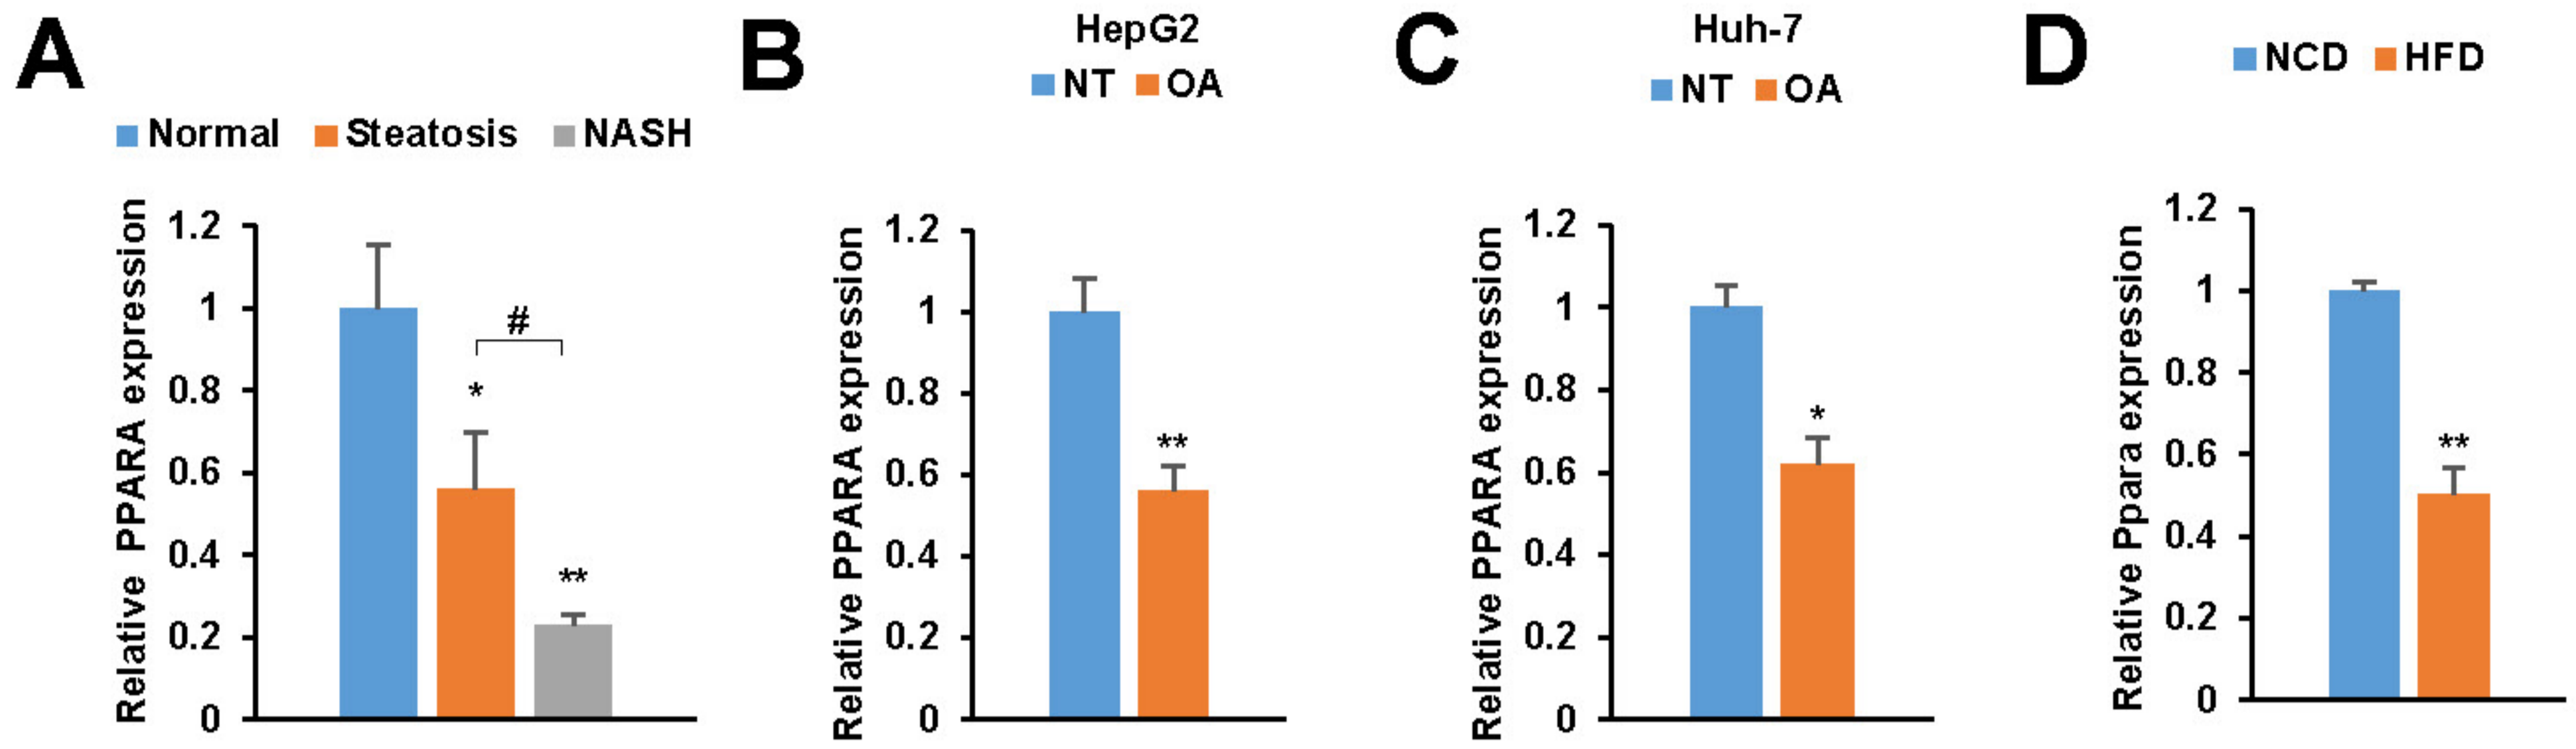 A
Normal Steatosis NASH
Relative PPARA expression
1.2
1
0.8
0.6
0.4
0.2
0
#
*
**
B
HepG2
NT OA
Relative PPARA expression
1.2
1
0.8
0.6
0.4
0.2
0
**
C
Huh-7
NT OA
Relative PPARA expression
1.2
1
0.8
0.6
0.4
0.2
0
*
D
NCD HFD
Relative Ppara expression
1.2
1
0.8
0.6
0.4
0.2
0
**